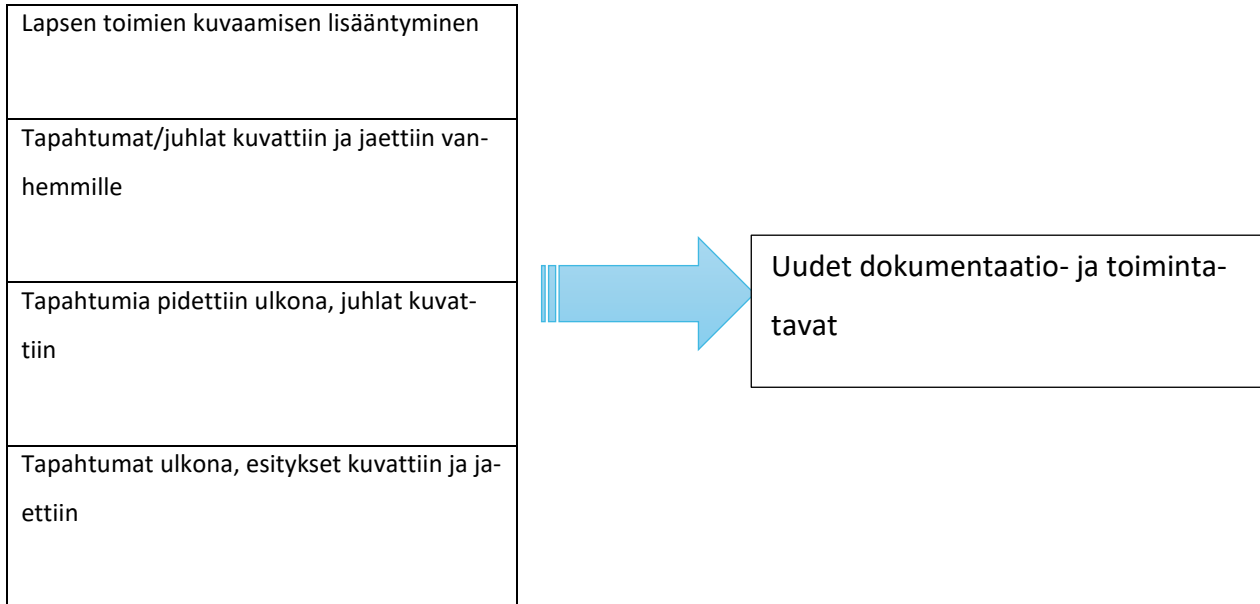 Lapsen toimien kuvaamisen lisääntyminen
Tapahtumat/juhlat kuvattiin ja jaettiin van-
hemmille
Tapahtumia pidettiin ulkona, juhlat kuvat-
tiin
Tapahtumat ulkona, esitykset kuvattiin ja ja-
ettiin
Uudet dokumentaatio- ja toiminta-
tavat